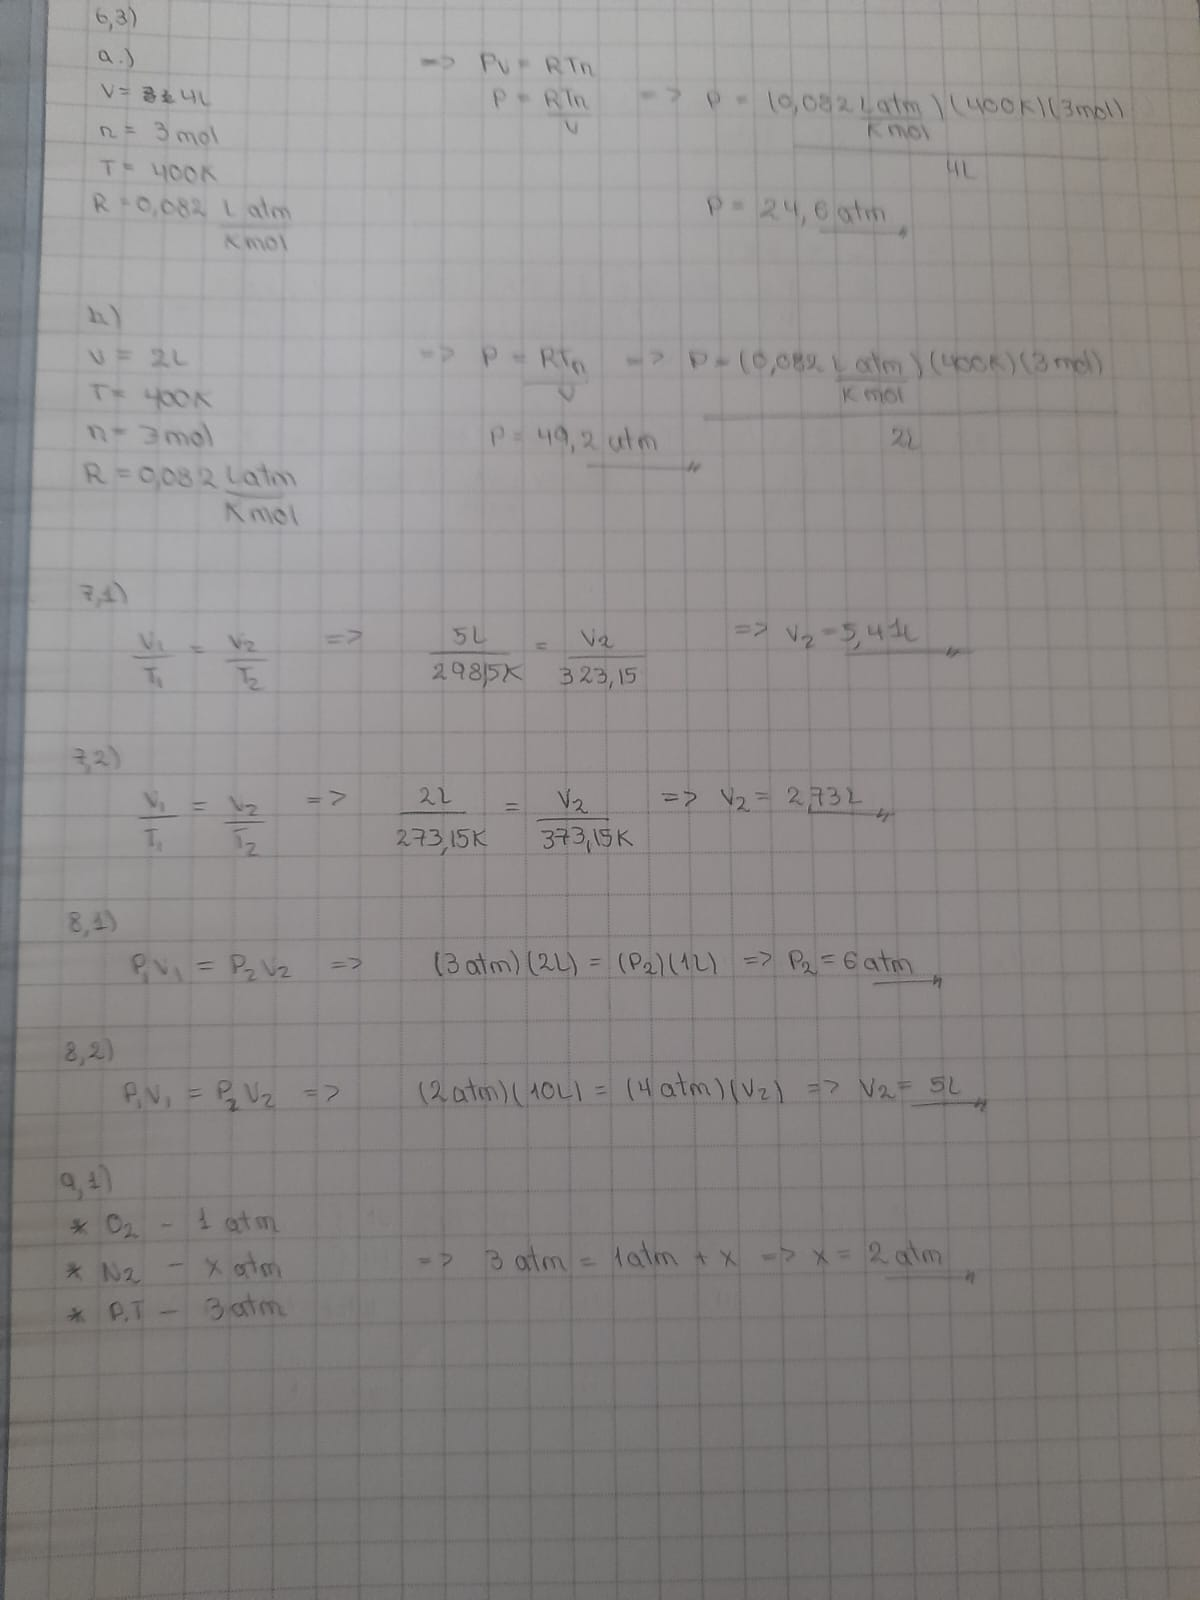 6,3)
a.)
V = 4L
n = 3 mol
T = 400K
R = 0,082 L atm
K mol
=> PV = RTn
P = RTn
V
=> P = (0,082 L atm) (400K) (3mol)
K mol
4L
P = 24,6 atm
b)
V = 2L
T = 400K
n = 3mol
R = 0,082 L atm
K mol
=> P = RTn => P = (0,082 L atm) (400K) (3 mol)
V K mol
P = 49,2 atm 2L
7,1)
V1 = V2 => 5L = V2 => V2 = 5,41L
T1 T2 298,15K 323,15
7,2)
V1 = V2 => 2L = V2 => V2 = 2,73L
T1 T2 273,15K 373,15K
8,1)
P1V1 = P2V2 => (3 atm) (2L) = (P2) (1L) => P2 = 6 atm
8,2)
P1V1 = P2V2 => (2 atm) (10L) = (4 atm) (V2) => V2 = 5L
9,1)
* O2 - 1 atm
* N2 - x atm => 3 atm = 1 atm + x => x = 2 atm
* P.T - 3 atm